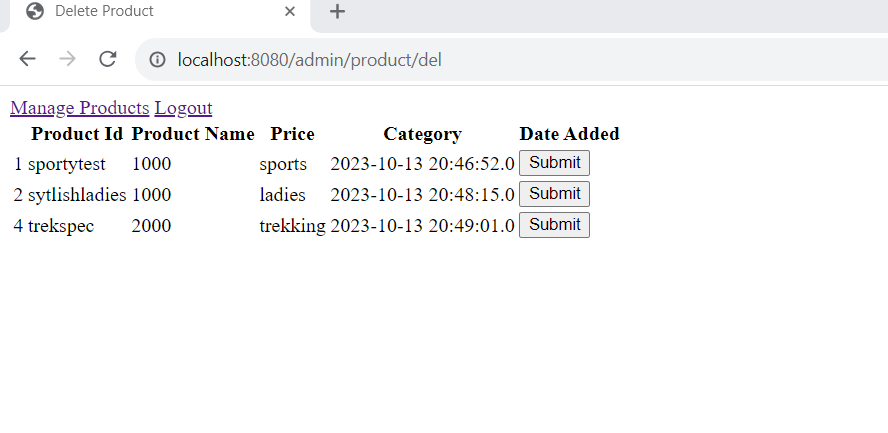 Delete Product
localhost:8080/admin/product/del
Manage Products Logout
Product Id Product Name Price Category Date Added
1 sportytest 1000 sports 2023-10-13 20:46:52.0 Submit
2 sytlishladies 1000 ladies 2023-10-13 20:48:15.0 Submit
4 trekspec 2000 trekking 2023-10-13 20:49:01.0 Submit